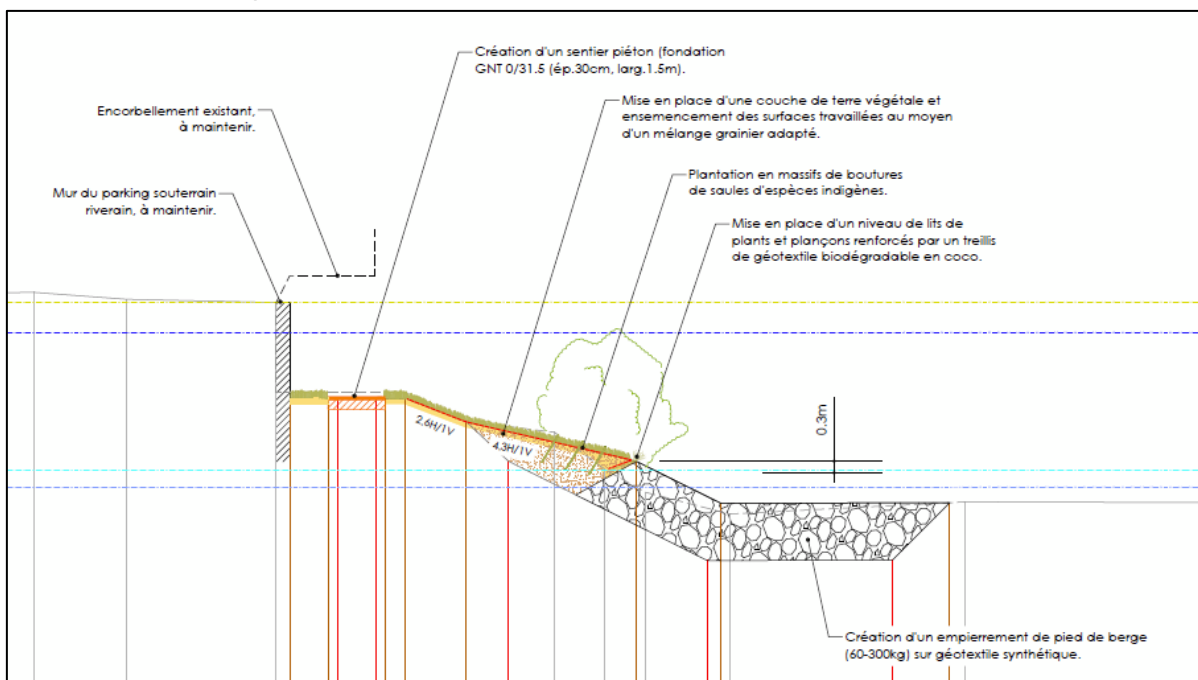 Création d'un sentier piéton (fondation
GNT 0/31.5 (ép.30cm, larg.1.5m).
Encorbellement existant,
à maintenir.
Mise en place d'une couche de terre végétale et
ensemencement des surfaces travaillées au moyen
d'un mélange grainier adapté.
Mur du parking souterrain
riverain, à maintenir.
Plantation en massifs de boutures
de saules d'espèces indigènes.
Mise en place d'un niveau de lits de
plants et plançons renforcés par un treillis
de géotextile biodégradable en coco.
2.6H/1V
4.3H/1V
0.3m
Création d'un empierrement de pied de berge
(60-300kg) sur géotextile synthétique.